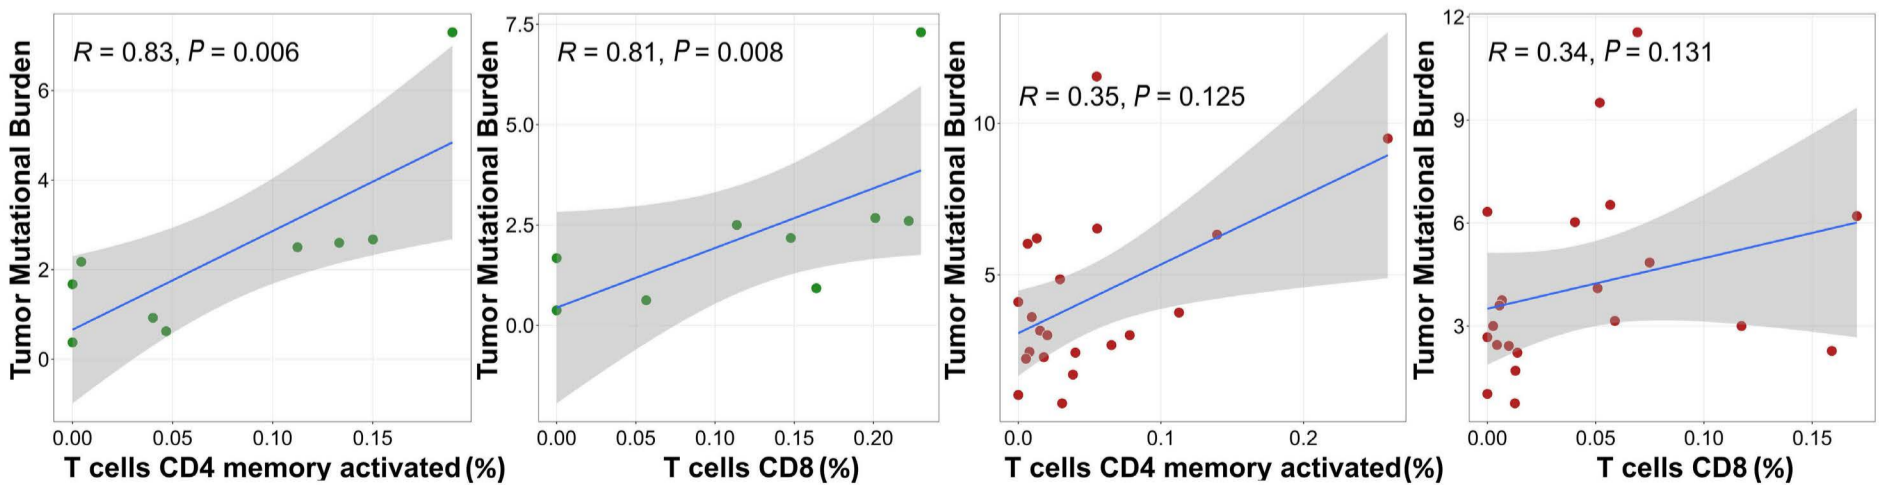 Tumor Mutational Burden
R = 0.83, P = 0.006
6
4
2
0
0.00 0.05 0.10 0.15
T cells CD4 memory activated (%)
Tumor Mutational Burden
R = 0.81, P = 0.008
7.5
5.0
2.5
0.0
0.00 0.05 0.10 0.15 0.20
T cells CD8 (%)
Tumor Mutational Burden
R = 0.35, P = 0.125
10
5
0.0 0.1 0.2
T cells CD4 memory activated (%)
Tumor Mutational Burden
R = 0.34, P = 0.131
12
9
6
3
0.00 0.05 0.10 0.15
T cells CD8 (%)